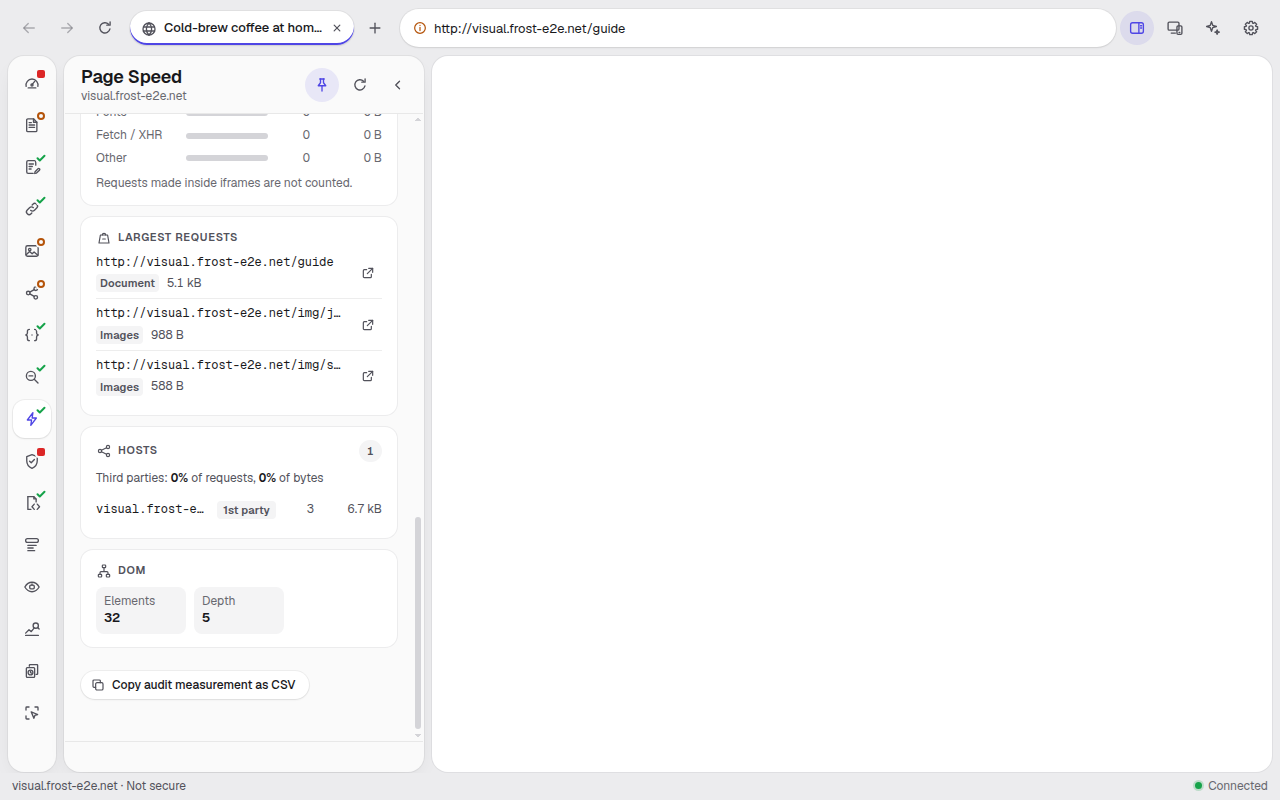 Cold-brew coffee at hom…
http://visual.frost-e2e.net/guide
Page Speed
visual.frost-e2e.net
0 0 B
Fetch / XHR 0 0 B
Other 0 0 B
Requests made inside iframes are not counted.
LARGEST REQUESTS
http://visual.frost-e2e.net/guide
Document 5.1 kB
http://visual.frost-e2e.net/img/j…
Images 988 B
http://visual.frost-e2e.net/img/s…
Images 588 B
HOSTS 1
Third parties: 0% of requests, 0% of bytes
visual.frost-e… 1st party 3 6.7 kB
DOM
Elements Depth
32 5
Copy audit measurement as CSV
visual.frost-e2e.net · Not secure
Connected